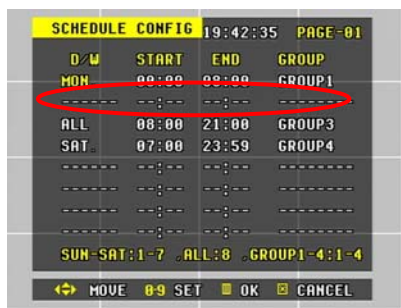 SCHEDULE CONFIG 19:42:35 PAGE-01
D/W START END GROUP
MON 00:00 08:00 GROUP1
------ --:-- --:-- --------
ALL 08:00 21:00 GROUP3
SAT. 07:00 23:59 GROUP4
------ --:-- --:-- --------
------ --:-- --:-- --------
------ --:-- --:-- --------
------ --:-- --:-- --------
SUN-SAT:1-7 ,ALL:8 ,GROUP1-4:1-4
MOVE 0-9 SET OK CANCEL